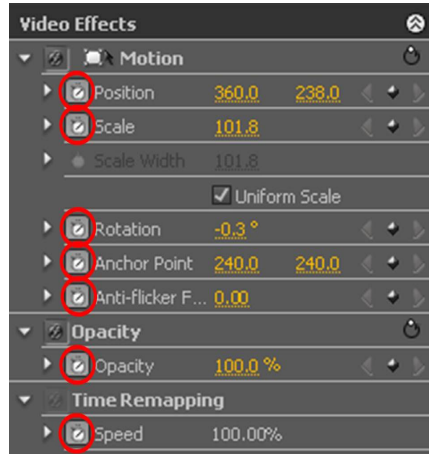 Video Effects
Motion
Position 360.0 238.0
Scale 101.8
Scale Width 101.8
Uniform Scale
Rotation -0.3 °
Anchor Point 240.0 240.0
Anti-flicker F... 0.00
Opacity
Opacity 100.0 %
Time Remapping
Speed 100.00%